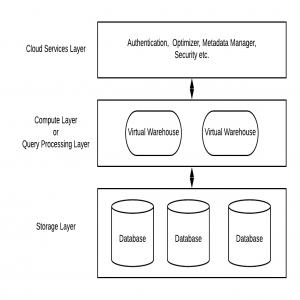 Cloud Services Layer
Authentication, Optimizer, Metadata Manager,
Security etc.
Compute Layer
or
Query Processing Layer
Virtual Warehouse
Virtual Warehouse
Storage Layer
Database
Database
Database